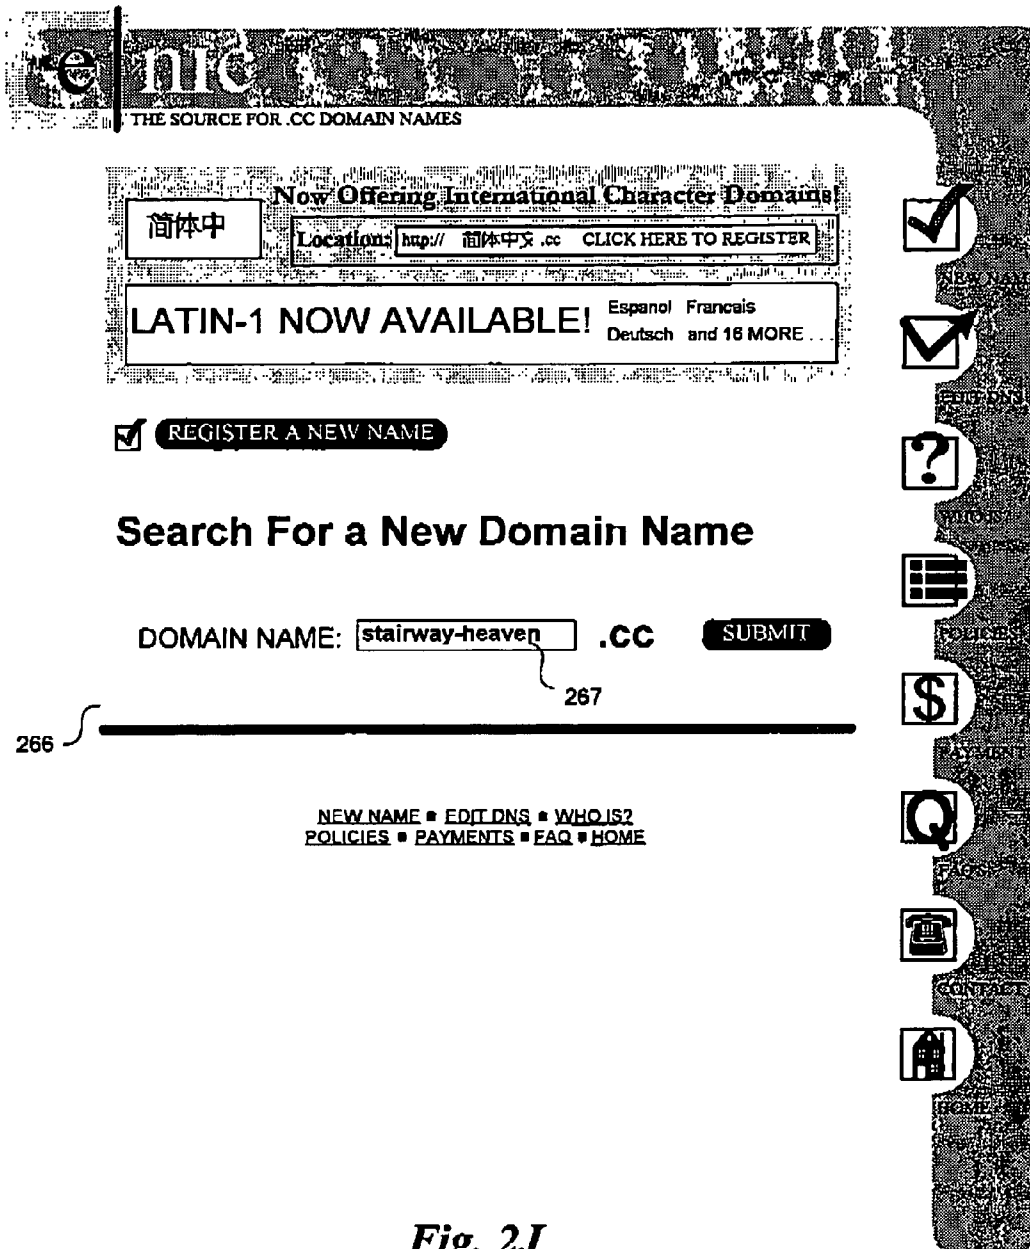 e nic
THE SOURCE FOR .CC DOMAIN NAMES
Now Offering International Character Domains!
简体中
Location: http:// 简体中文 .cc CLICK HERE TO REGISTER
LATIN-1 NOW AVAILABLE!
Espanol Francais
Deutsch and 16 MORE . . .
REGISTER A NEW NAME
Search For a New Domain Name
DOMAIN NAME: stairway-heaven .CC SUBMIT
267
266
NEW NAME ■ EDIT DNS ■ WHO IS?
POLICIES ■ PAYMENTS ■ FAQ ■ HOME
NEW NAM
EDIT DNS
?
WHO IS?
POLICIES
$
PAYMENT
Q
FAQ
CONTACT
HOME
Fig. 2I